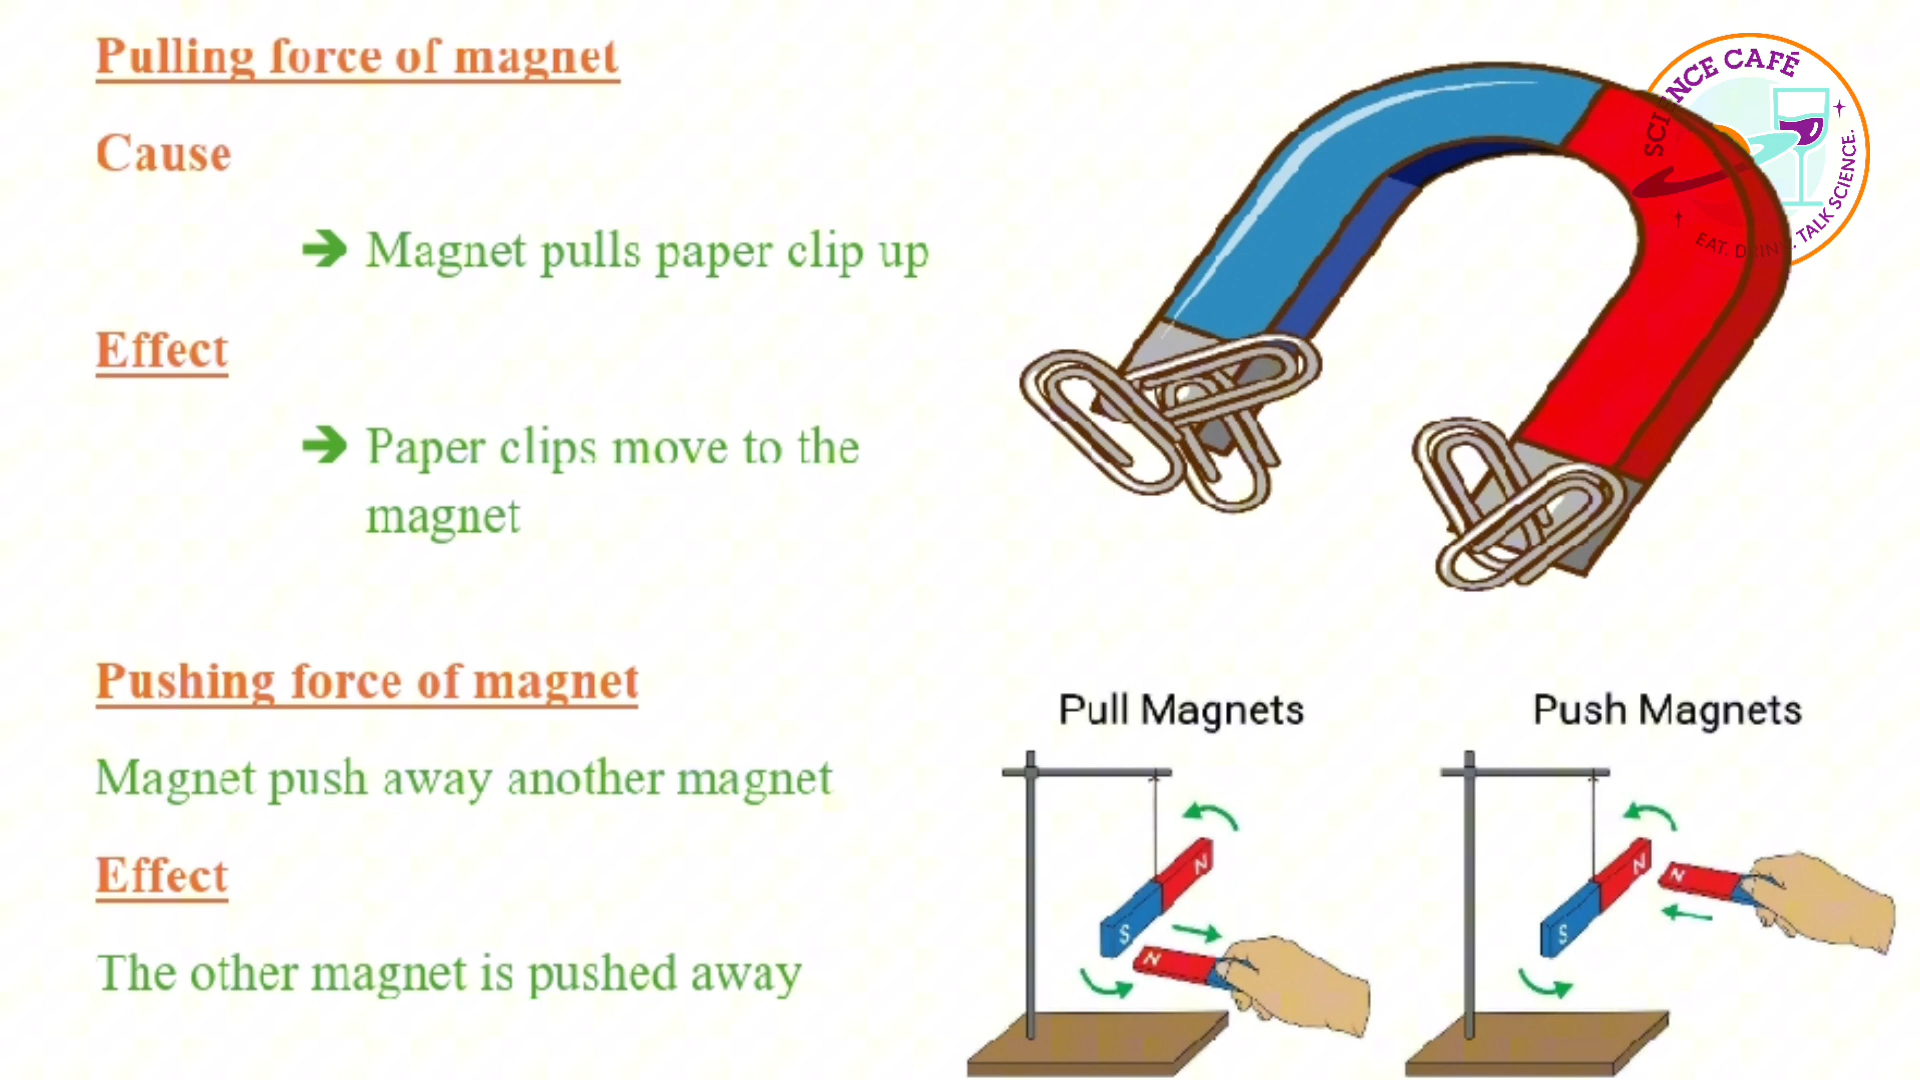 Pulling force of magnet
Cause
➔ Magnet pulls paper clip up
Effect
➔ Paper clips move to the
magnet
Pushing force of magnet
Magnet push away another magnet
Effect
The other magnet is pushed away
SCIENCE CAFÉ
EAT. DRINK. TALK SCIENCE.
Pull Magnets
N
S
N
Push Magnets
N
N
S